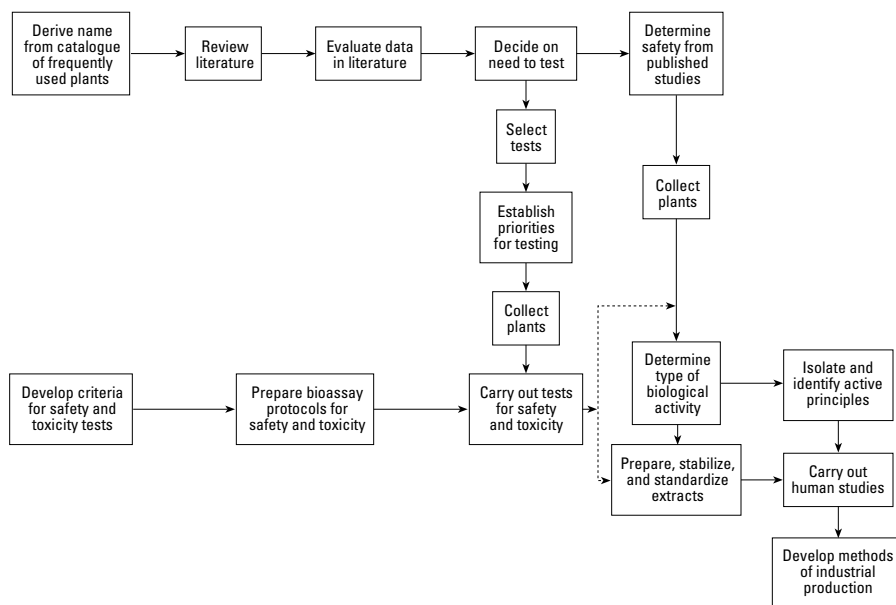 Derive name
from catalogue
of frequently
used plants
Review
literature
Evaluate data
in literature
Decide on
need to test
Determine
safety from
published
studies
Select
tests
Collect
plants
Establish
priorities
for testing
Collect
plants
Develop criteria
for safety and
toxicity tests
Prepare bioassay
protocols for
safety and toxicity
Carry out tests
for safety
and toxicity
Determine
type of
biological
activity
Isolate and
identify active
principles
Prepare, stabilize,
and standardize
extracts
Carry out
human studies
Develop methods
of industrial
production